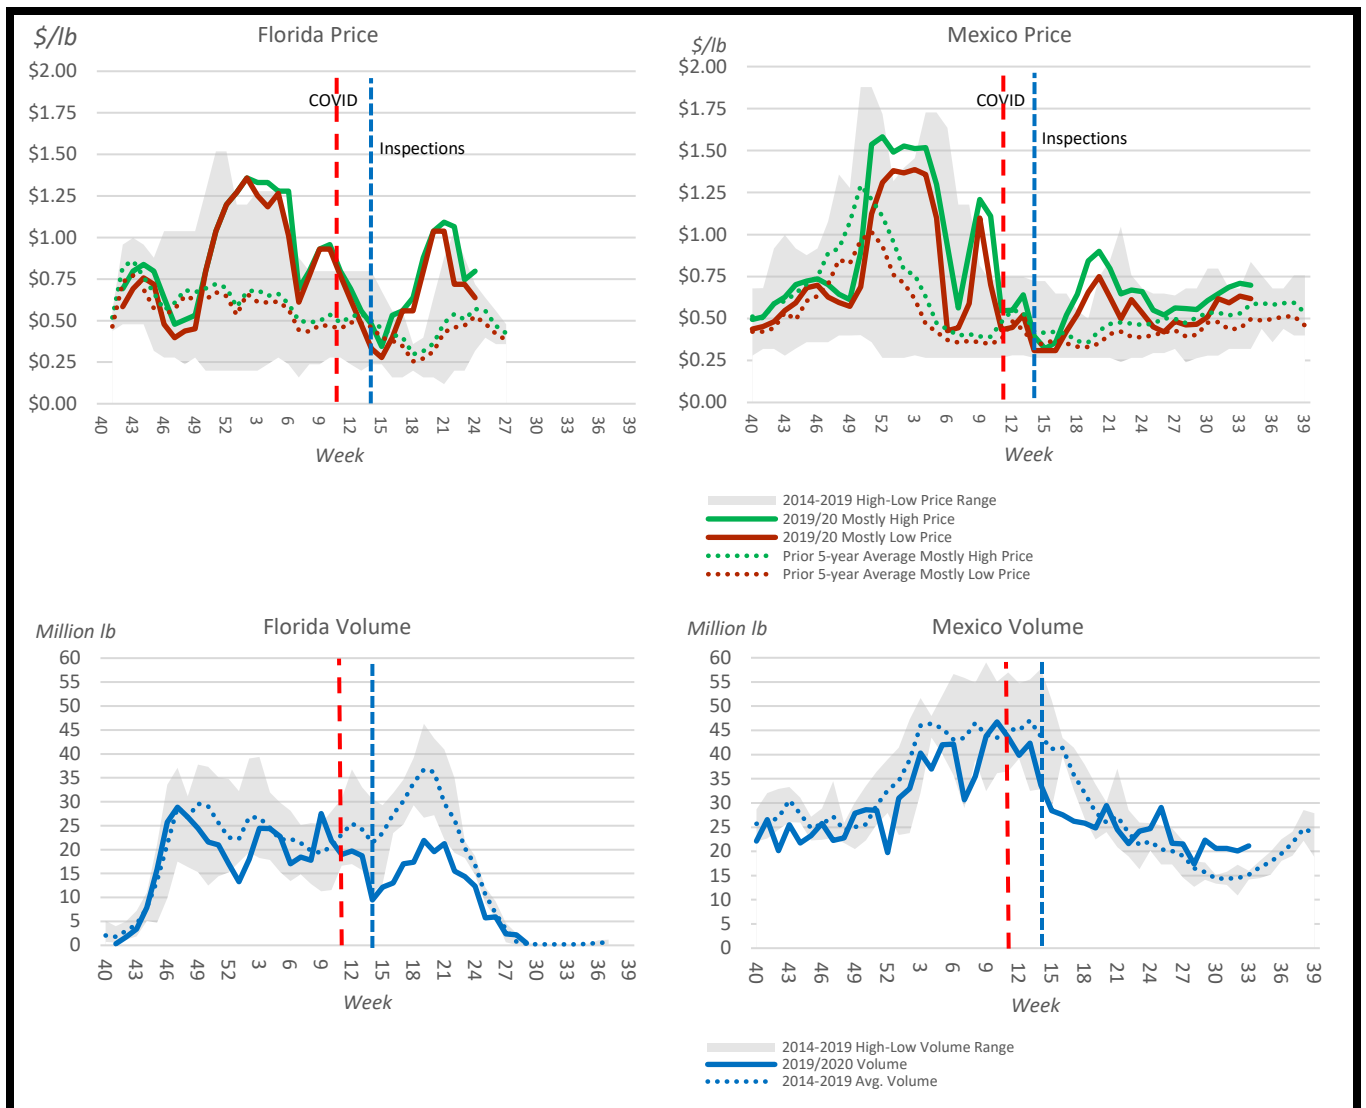 $/lb
Florida Price
$2.00
$1.75
$1.50
$1.25
$1.00
$0.75
$0.50
$0.25
$0.00
COVID
Inspections
40 43 46 49 52 3 6 9 12 15 18 21 24 27 30 33 36 39
Week
$/lb
Mexico Price
$2.00
$1.75
$1.50
$1.25
$1.00
$0.75
$0.50
$0.25
$0.00
COVID
Inspections
40 43 46 49 52 3 6 9 12 15 18 21 24 27 30 33 36 39
Week
2014-2019 High-Low Price Range
2019/20 Mostly High Price
2019/20 Mostly Low Price
Prior 5-year Average Mostly High Price
Prior 5-year Average Mostly Low Price
Million lb
Florida Volume
60
55
50
45
40
35
30
25
20
15
10
5
0
40 43 46 49 52 3 6 9 12 15 18 21 24 27 30 33 36 39
Week
Million lb
Mexico Volume
60
55
50
45
40
35
30
25
20
15
10
5
0
40 43 46 49 52 3 6 9 12 15 18 21 24 27 30 33 36 39
Week
2014-2019 High-Low Volume Range
2019/2020 Volume
2014-2019 Avg. Volume